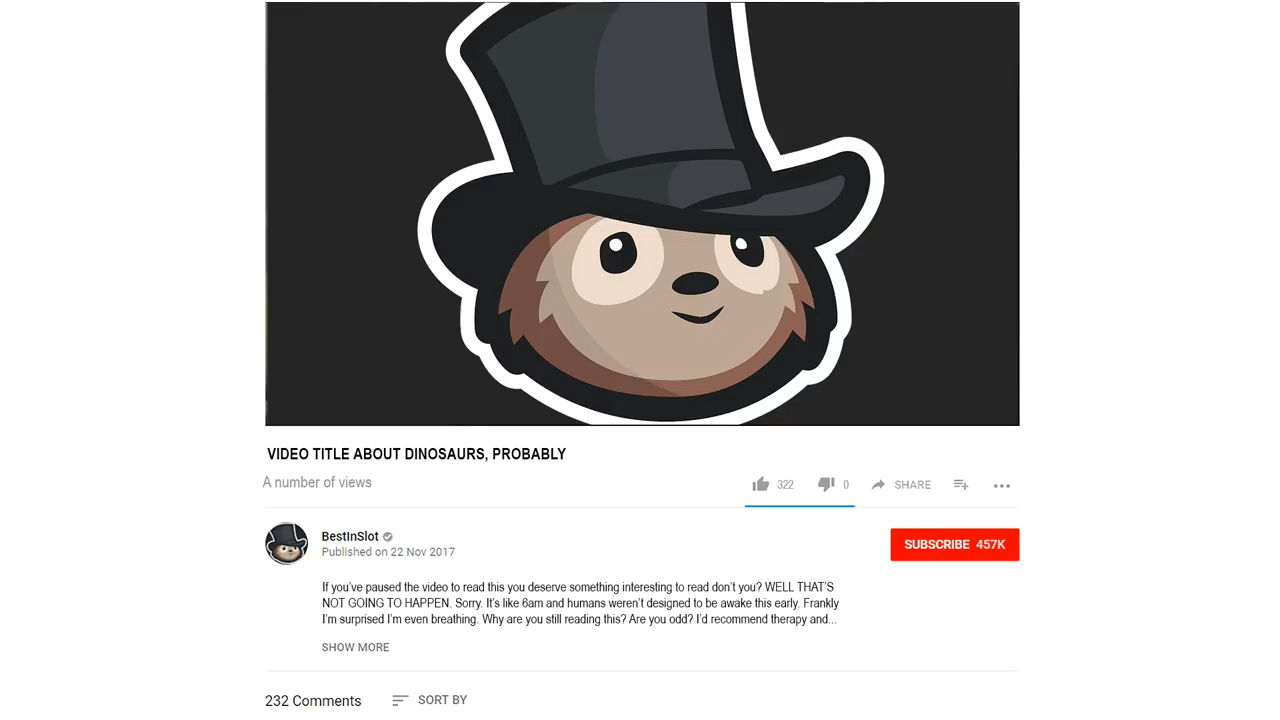 VIDEO TITLE ABOUT DINOSAURS, PROBABLY
A number of views
322 0 SHARE
BestInSlot
SUBSCRIBE 457K
Published on 22 Nov 2017
If you’ve paused the video to read this you deserve something interesting to read don’t you? WELL THAT’S
NOT GOING TO HAPPEN. Sorry. It’s like 6am and humans weren’t designed to be awake this early. Frankly
I’m surprised I’m even breathing. Why are you still reading this? Are you odd? I’d recommend therapy and...
SHOW MORE
232 Comments SORT BY